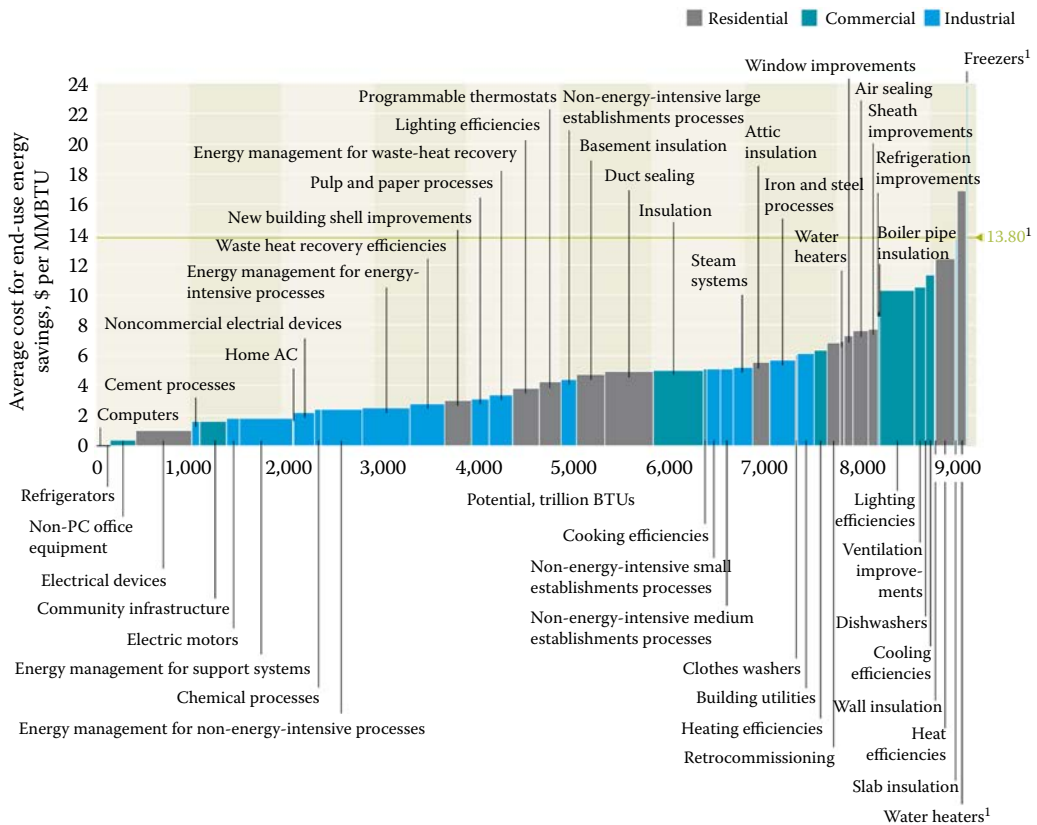 Residential Commercial Industrial
Average cost for end-use energy
savings, $ per MMBTU
24
22
20
18
16
14
12
10
8
6
4
2
0
Freezers¹
Window improvements
Air sealing
Sheath
improvements
Refrigeration
improvements
Programmable thermostats
Non-energy-intensive large
establishments processes
Lighting efficiencies
Attic
insulation
Basement insulation
Energy management for waste-heat recovery
Duct sealing
Pulp and paper processes
Iron and steel
processes
Insulation
New building shell improvements
Waste heat recovery efficiencies
Water
heaters
Boiler pipe
insulation
13.80¹
Energy management for energy-
intensive processes
Steam
systems
Noncommercial electrial devices
Home AC
Cement processes
Computers
0 1,000 2,000 3,000 4,000 5,000 6,000 7,000 8,000 9,000
Potential, trillion BTUs
Refrigerators
Non-PC office
equipment
Electrical devices
Community infrastructure
Electric motors
Energy management for support systems
Chemical processes
Energy management for non-energy-intensive processes
Cooking efficiencies
Non-energy-intensive small
establishments processes
Non-energy-intensive medium
establishments processes
Clothes washers
Building utilities
Heating efficiencies
Retrocommissioning
Lighting
efficiencies
Ventilation
improve-
ments
Dishwashers
Cooling
efficiencies
Wall insulation
Heat
efficiencies
Slab insulation
Water heaters¹